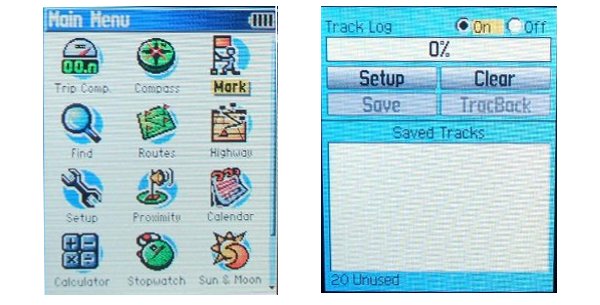 Main Menu
00.n
Trip Comp.
Compass
Mark
Find
Routes
Highway
Setup
Proximity
Calendar
Calculator
Stopwatch
Sun & Moon
Track Log On Off
0%
Setup Clear
Save TracBack
Saved Tracks
20 Unused